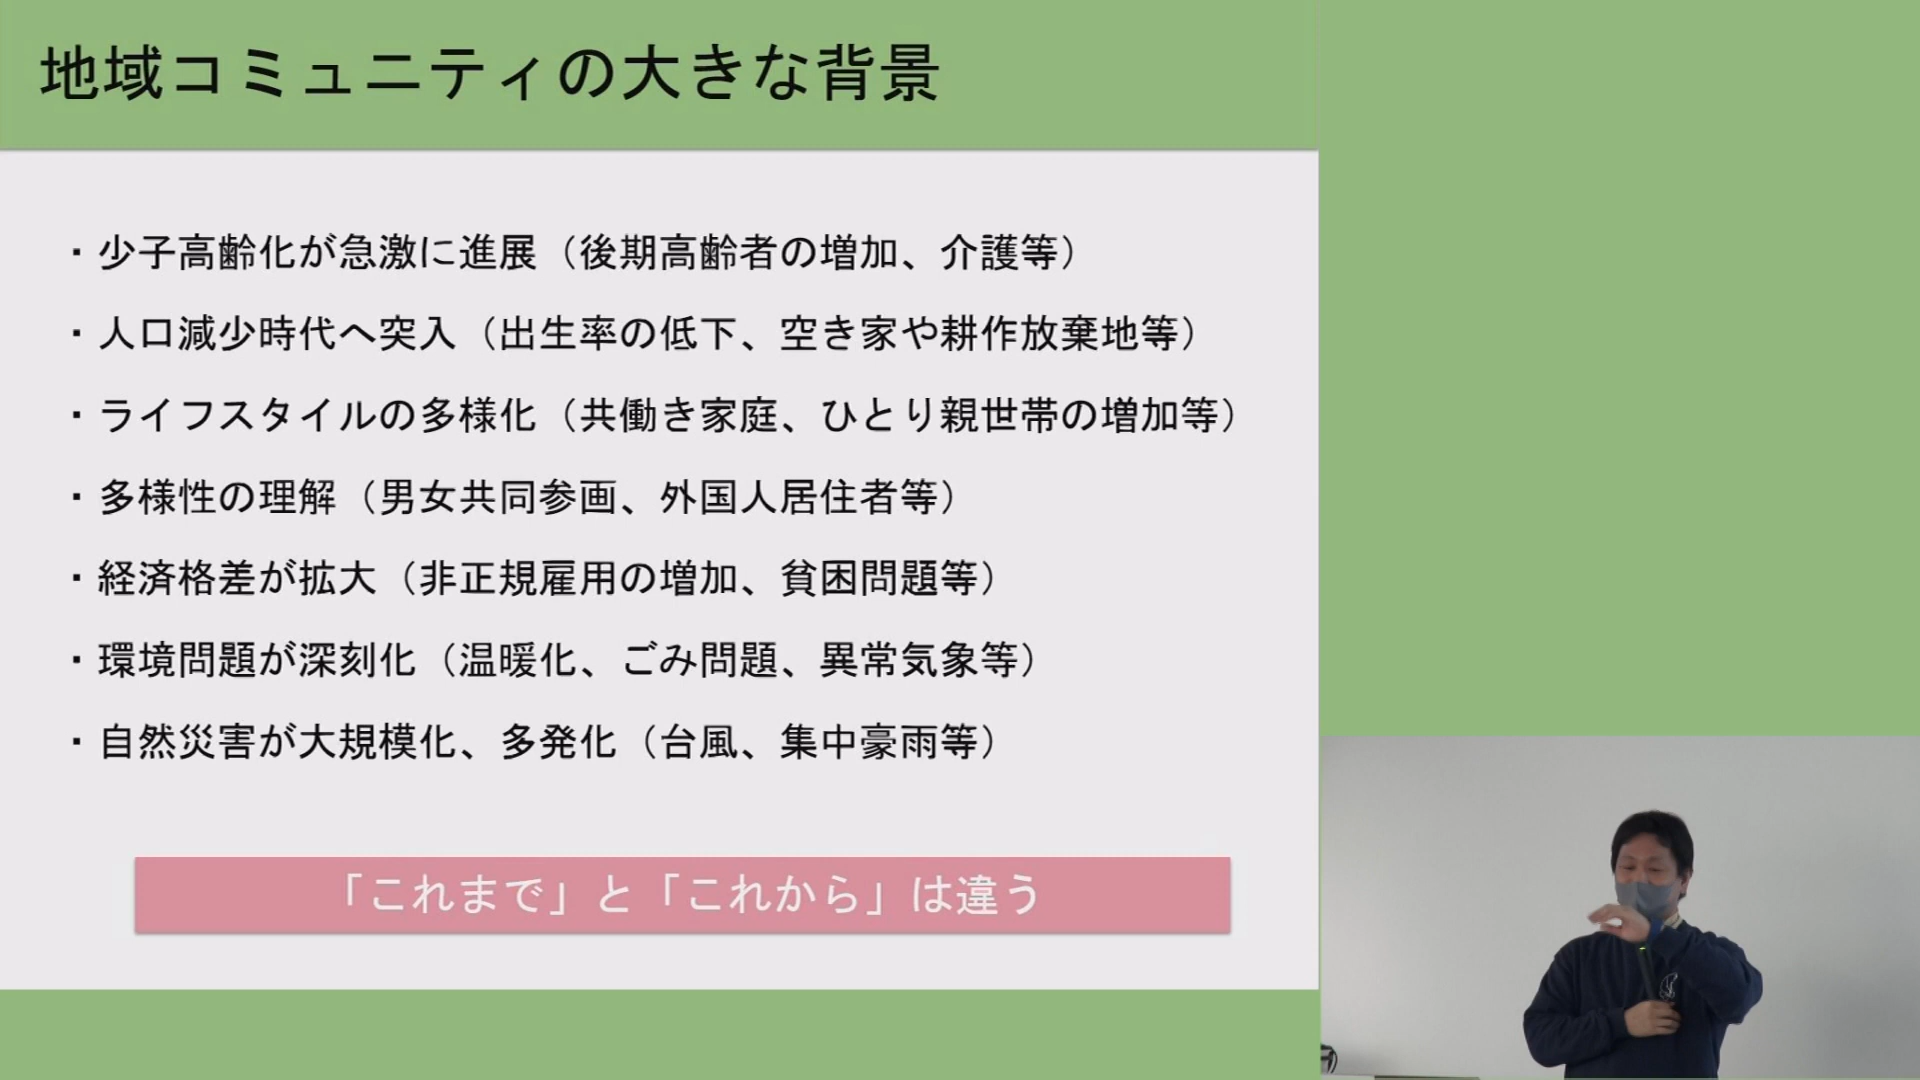 地域コミュニティの大きな背景
・少子高齢化が急激に進展（後期高齢者の増加、介護等）
・人口減少時代へ突入（出生率の低下、空き家や耕作放棄地等）
・ライフスタイルの多様化（共働き家庭、ひとり親世帯の増加等）
・多様性の理解（男女共同参画、外国人居住者等）
・経済格差が拡大（非正規雇用の増加、貧困問題等）
・環境問題が深刻化（温暖化、ごみ問題、異常気象等）
・自然災害が大規模化、多発化（台風、集中豪雨等）
「これまで」と「これから」は違う